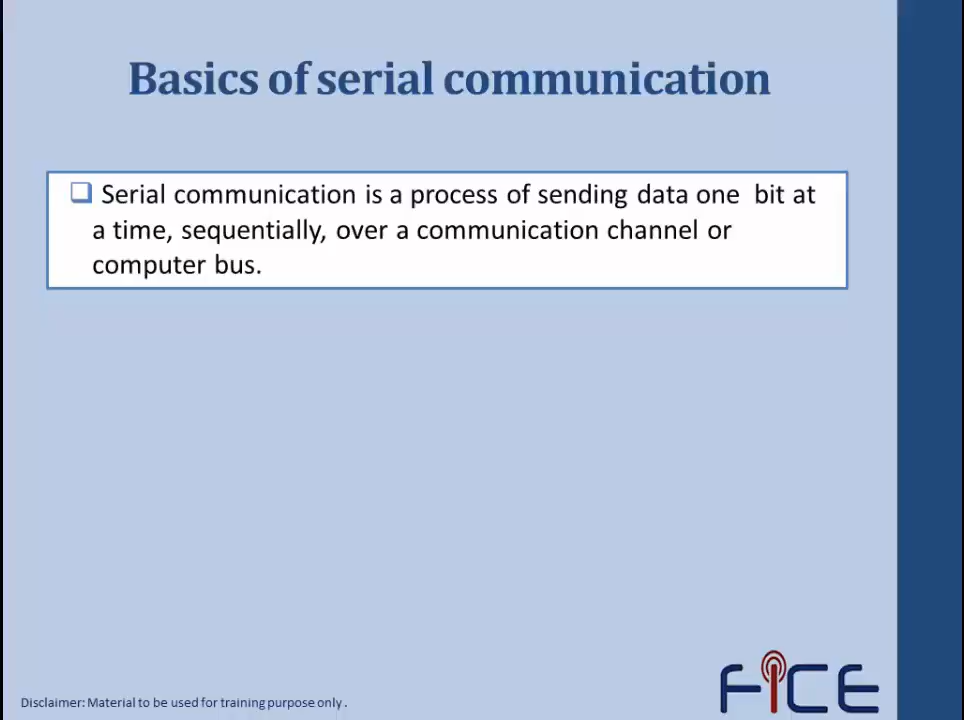 Basics of serial communication
Serial communication is a process of sending data one bit at
a time, sequentially, over a communication channel or
computer bus.
FiCE
Disclaimer: Material to be used for training purpose only .